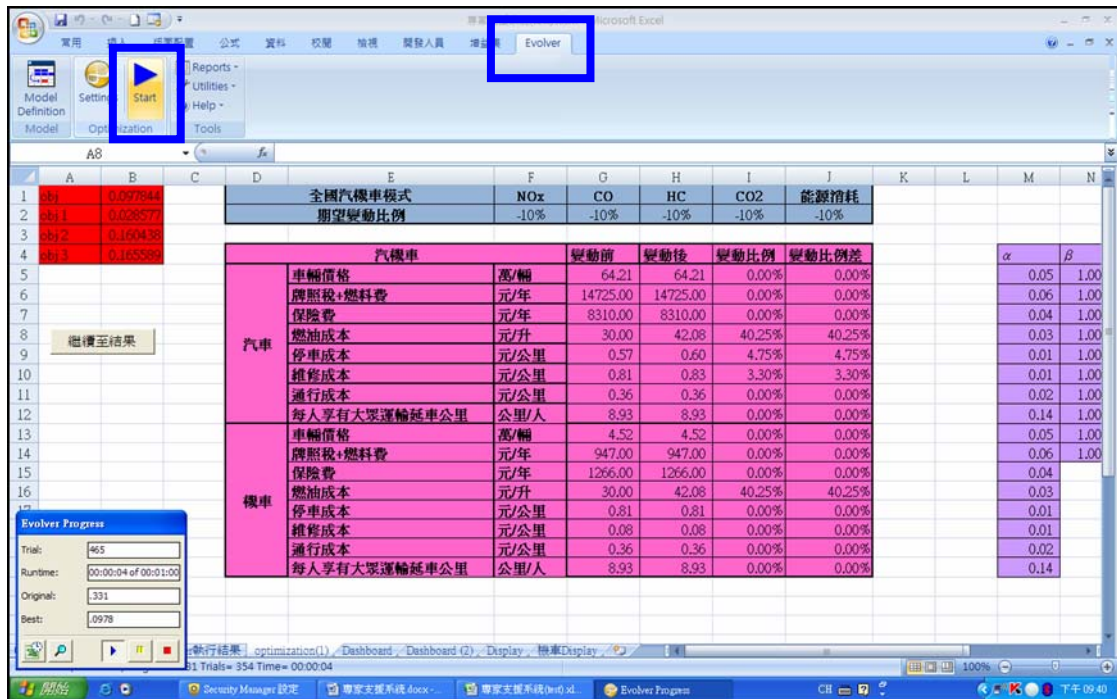 Microsoft Excel
常用 公式 資料 校閱 檢視 開發人員 Evolver
Model Definition
Settings
Start
Reports
Utilities
Help
Model Optimization Tools
A8 fx
A B C D E F G H I J K L M N
1 obj 0.097844 全國汽機車模式 NOx CO HC CO2 能源消耗
2 obj 1 0.028577 期望變動比例 -10% -10% -10% -10% -10%
3 obj 2 0.160438
4 obj 3 0.165589 汽機車 變動前 變動後 變動比例 變動比例差 α β
5 車輛價格 萬/輛 64.21 64.21 0.00% 0.00% 0.05 1.00
6 牌照稅+燃料費 元/年 14725.00 14725.00 0.00% 0.00% 0.06 1.00
7 保險費 元/年 8310.00 8310.00 0.00% 0.00% 0.04 1.00
8 繼續至結果 汽車 燃油成本 元/升 30.00 42.08 40.25% 40.25% 0.03 1.00
9 停車成本 元/公里 0.57 0.60 4.75% 4.75% 0.01 1.00
10 維修成本 元/公里 0.81 0.83 3.30% 3.30% 0.01 1.00
11 通行成本 元/公里 0.36 0.36 0.00% 0.00% 0.02 1.00
12 每人享有大眾運輸延車公里 公里/人 8.93 8.93 0.00% 0.00% 0.14 1.00
13 車輛價格 萬/輛 4.52 4.52 0.00% 0.00% 0.05 1.00
14 牌照稅+燃料費 元/年 947.00 947.00 0.00% 0.00% 0.06 1.00
15 保險費 元/年 1266.00 1266.00 0.00% 0.00% 0.04
16 機車 燃油成本 元/升 30.00 42.08 40.25% 40.25% 0.03
17 停車成本 元/公里 0.81 0.81 0.00% 0.00% 0.01
維修成本 元/公里 0.08 0.08 0.00% 0.00% 0.01
通行成本 元/公里 0.36 0.36 0.00% 0.00% 0.02
每人享有大眾運輸延車公里 公里/人 8.93 8.93 0.00% 0.00% 0.14
Evolver Progress
Trial: 465
Runtime: 00:00:04 of 00:01:00
Original: .331
Best: .0978
執行結果 optimization(1) Dashboard Dashboard (2) Display 機車Display
Trials= 354 Time= 00:00:04 100%
開始 Security Manager 設定 專家支援系統.docx -... 專家支援系統(test).xl... Evolver Progress CH 下午 09:40